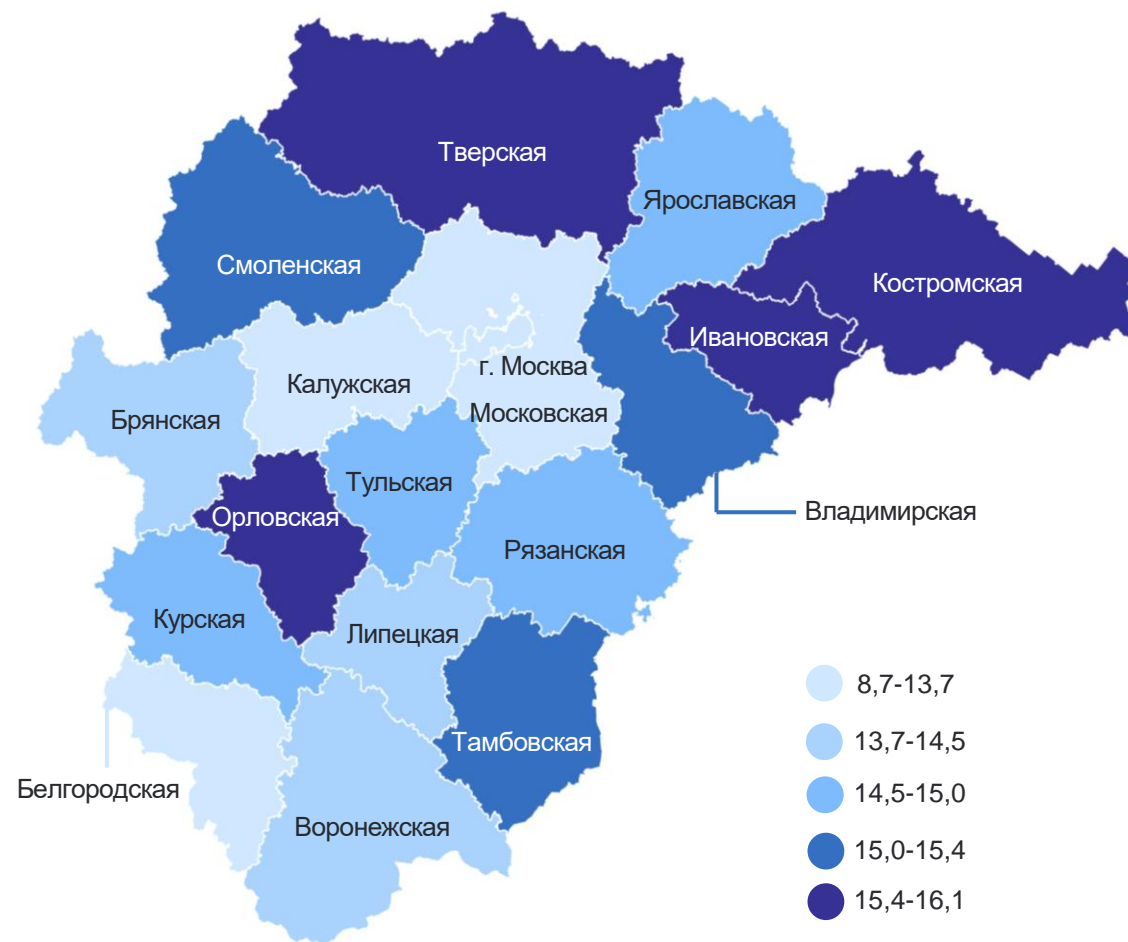 Тверская
Ярославская
Смоленская
Костромская
Ивановская
г. Москва
Калужская
Московская
Брянская
Тульская
Владимирская
Орловская
Рязанская
Курская
Липецкая
8,7-13,7
13,7-14,5
Тамбовская
Белгородская
14,5-15,0
Воронежская
15,0-15,4
15,4-16,1